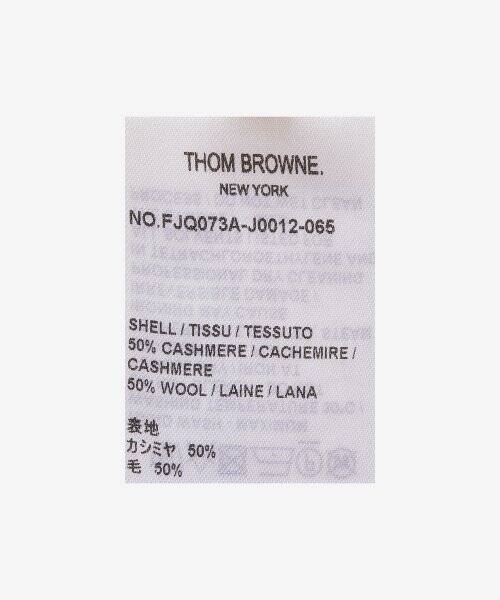 THOM BROWNE.
NEW YORK
NO.FJQ073A-J0012-065
SHELL / TISSU / TESSUTO
50% CASHMERE / CACHEMIRE /
CASHMERE
50% WOOL / LAINE / LANA
表地
カシミヤ 50%
毛 50%